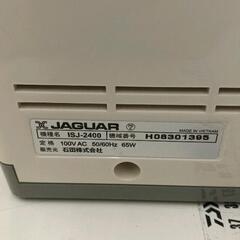 JAGUAR
MADE IN VIETNAM
機種名 ISJ-2400 機械番号 HD8301395
定格 100V AC 50/60Hz 65W
販売元 石田株式会社